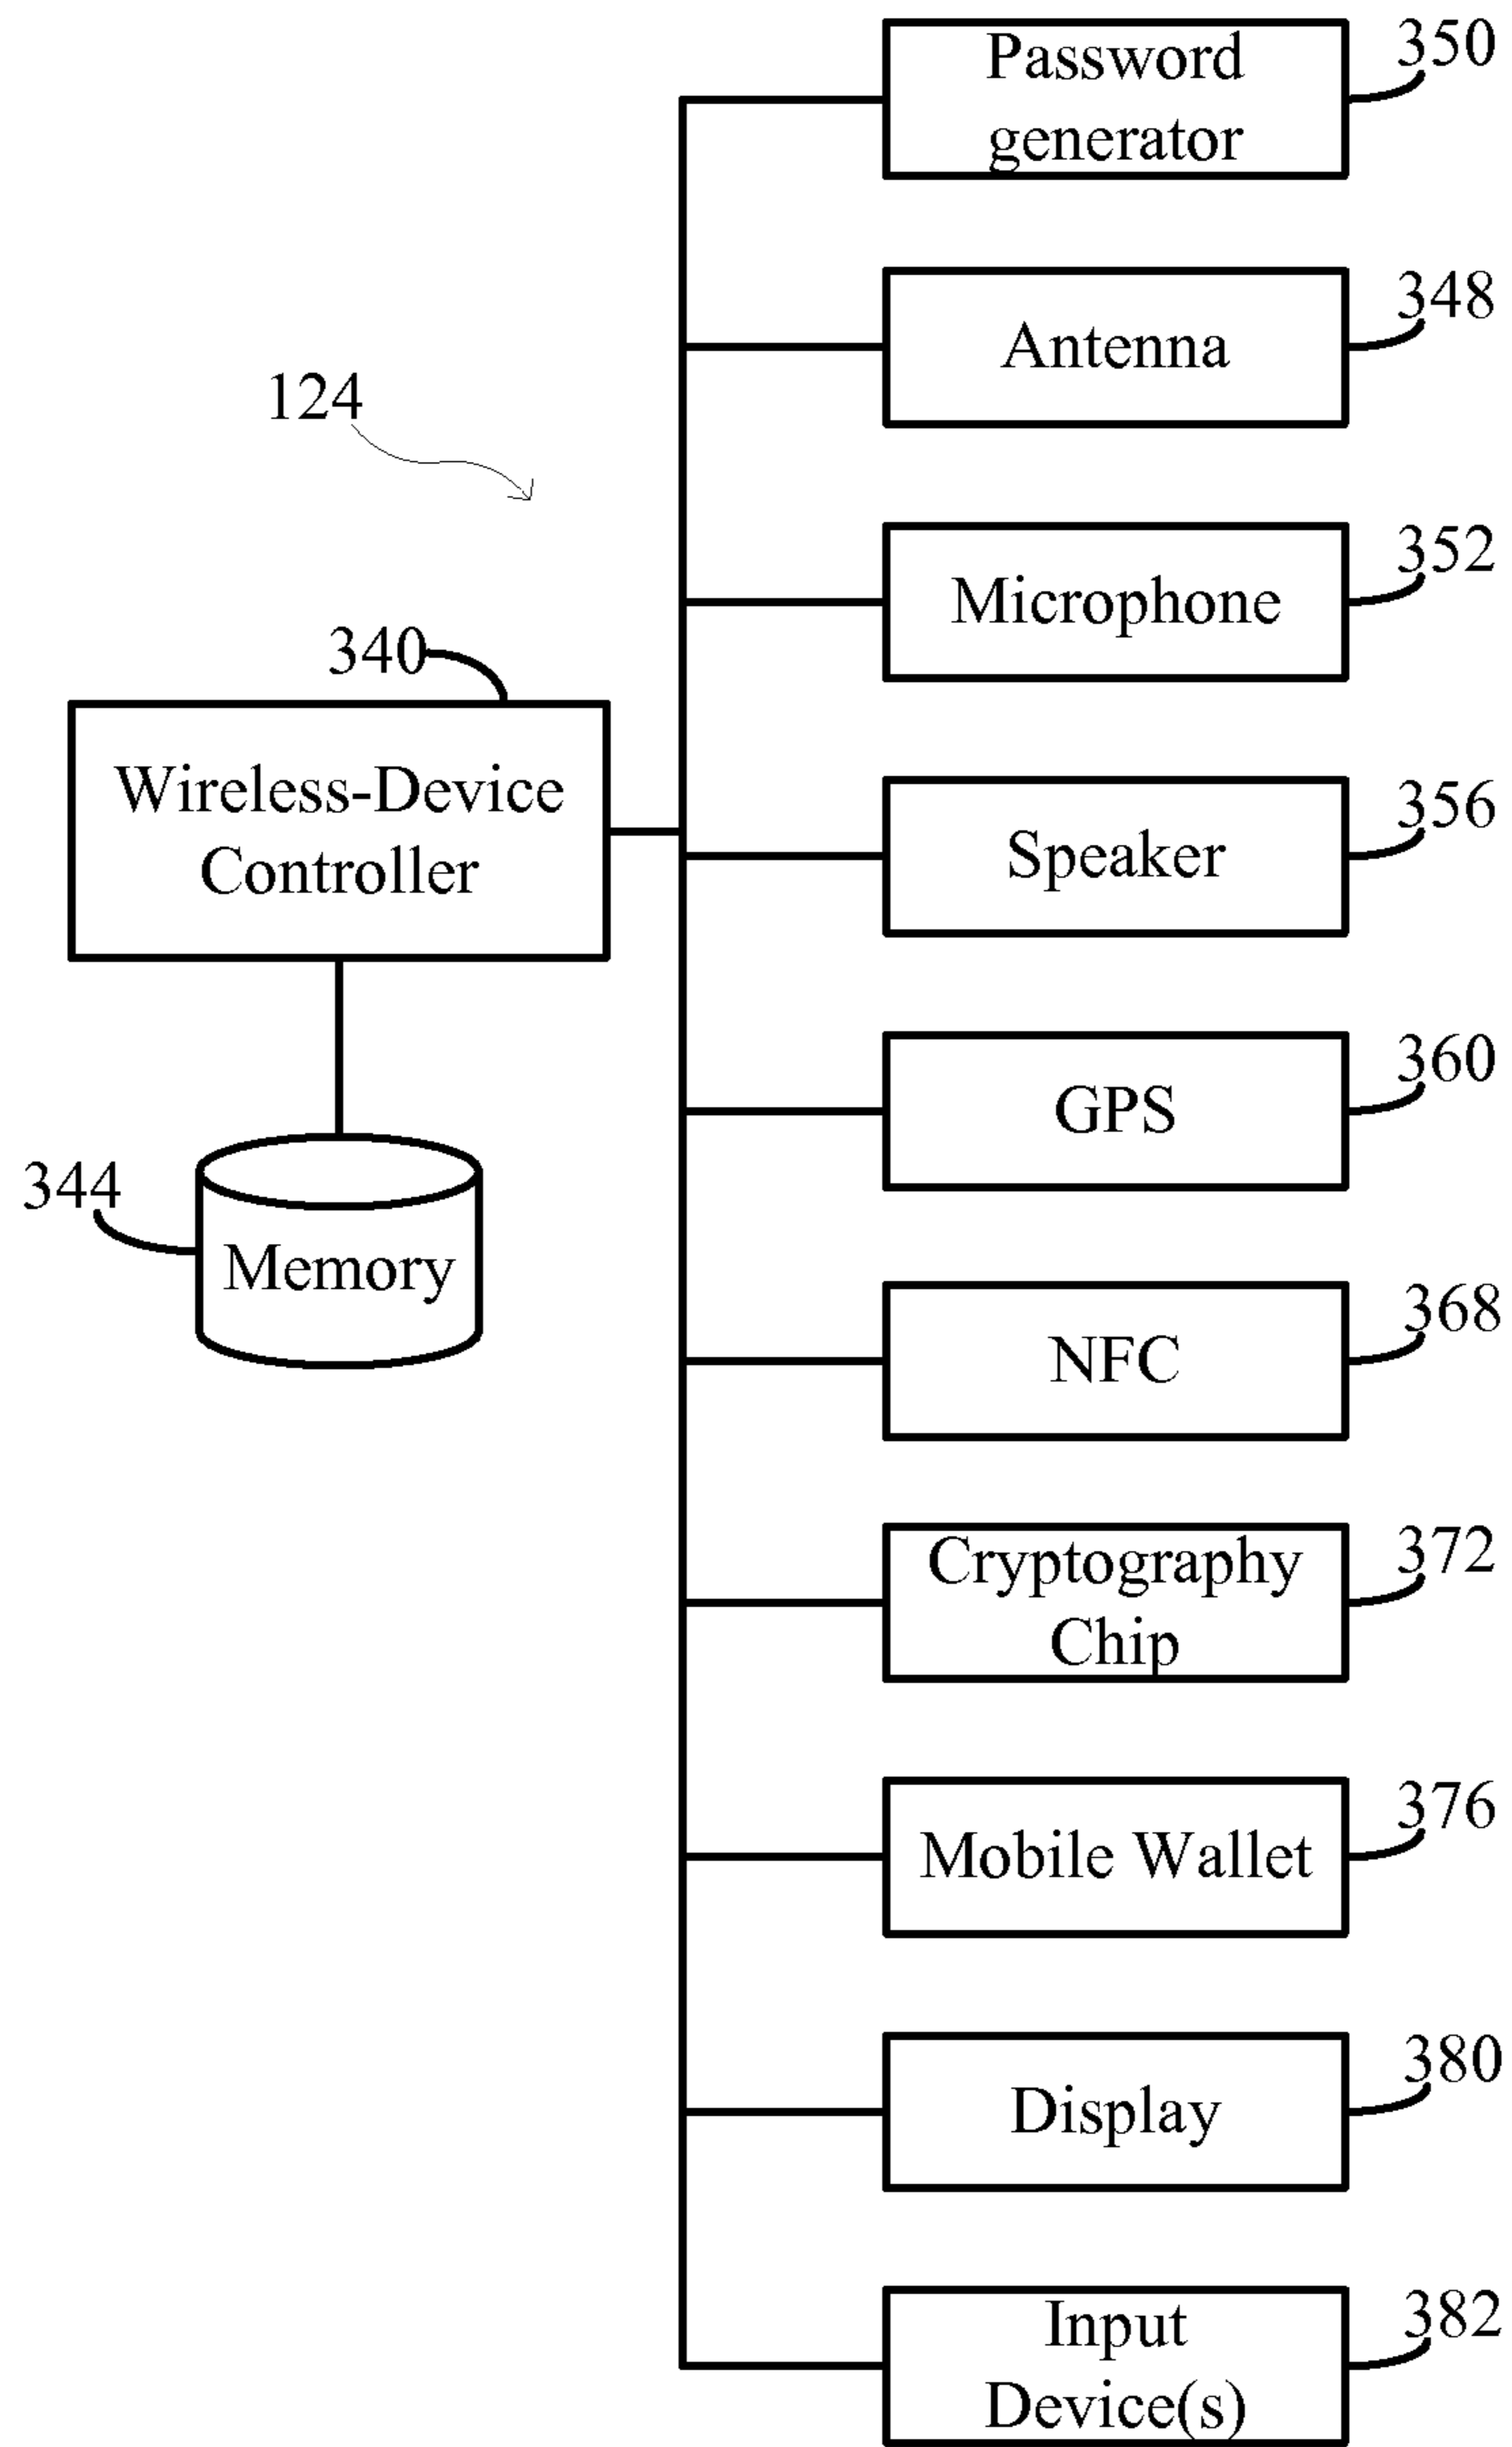 Password
generator
350
Antenna
348
124
Microphone
352
340
Wireless-Device
Controller
Speaker
356
GPS
360
344
Memory
NFC
368
Cryptography
Chip
372
Mobile Wallet
376
Display
380
Input
Device(s)
382